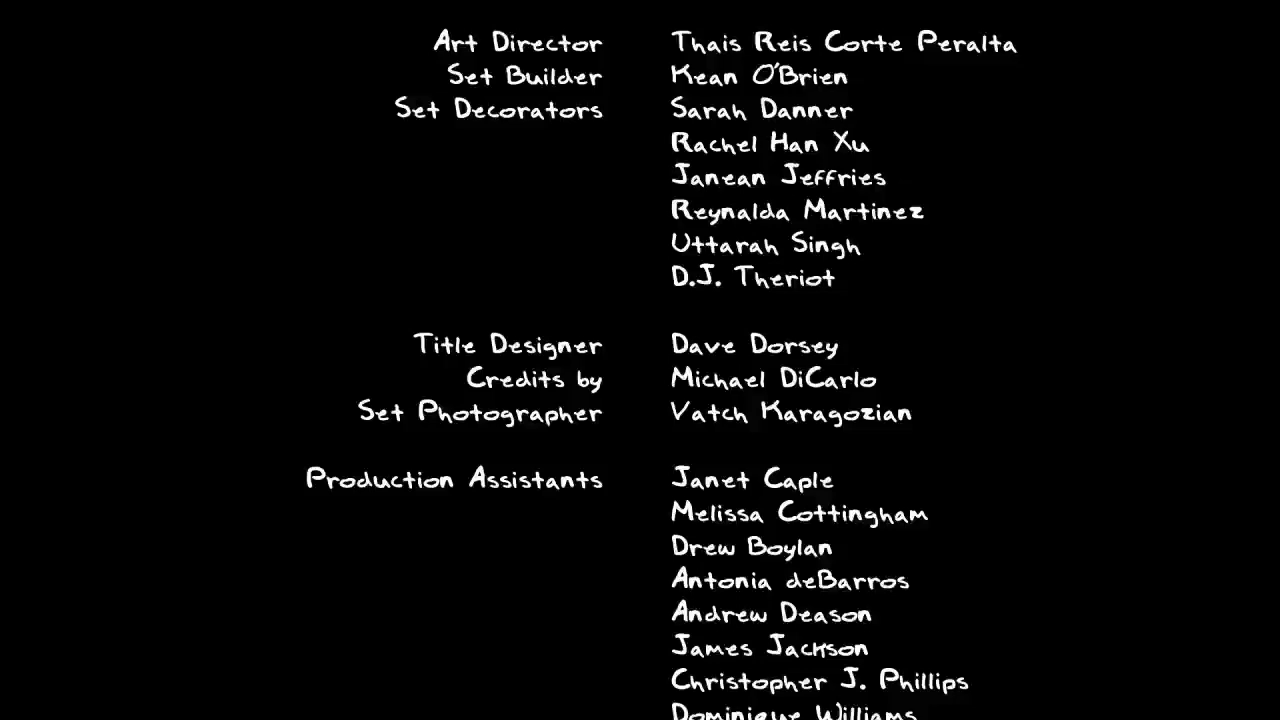 Art Director Thais Reis Corte Peralta
Set Builder Kean O'Brien
Set Decorators Sarah Danner
Rachel Han Xu
Janean Jeffries
Reynalda Martinez
Uttarah Singh
D.J. Theriot
Title Designer Dave Dorsey
Credits by Michael DiCarlo
Set Photographer Vatch Karagozian
Production Assistants Janet Caple
Melissa Cottingham
Drew Boylan
Antonia deBarros
Andrew Deason
James Jackson
Christopher J. Phillips
Dominique Williams